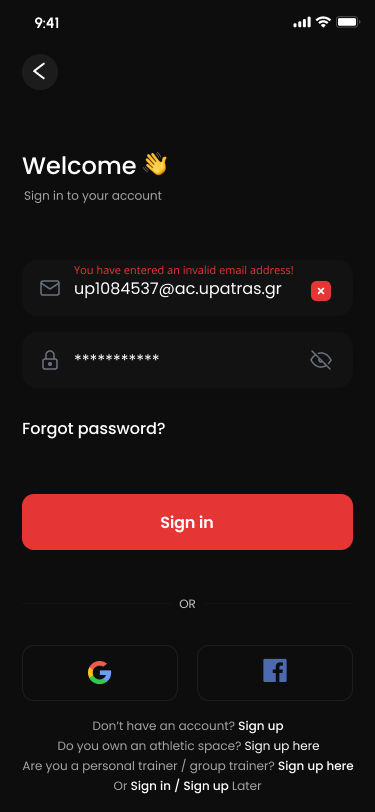 9:41
Welcome 👋
Sign in to your account
You have entered an invalid email address!
up1084537@ac.upatras.gr
***********
Forgot password?
Sign in
OR
Don't have an account? Sign up
Do you own an athletic space? Sign up here
Are you a personal trainer / group trainer? Sign up here
Or Sign in / Sign up Later